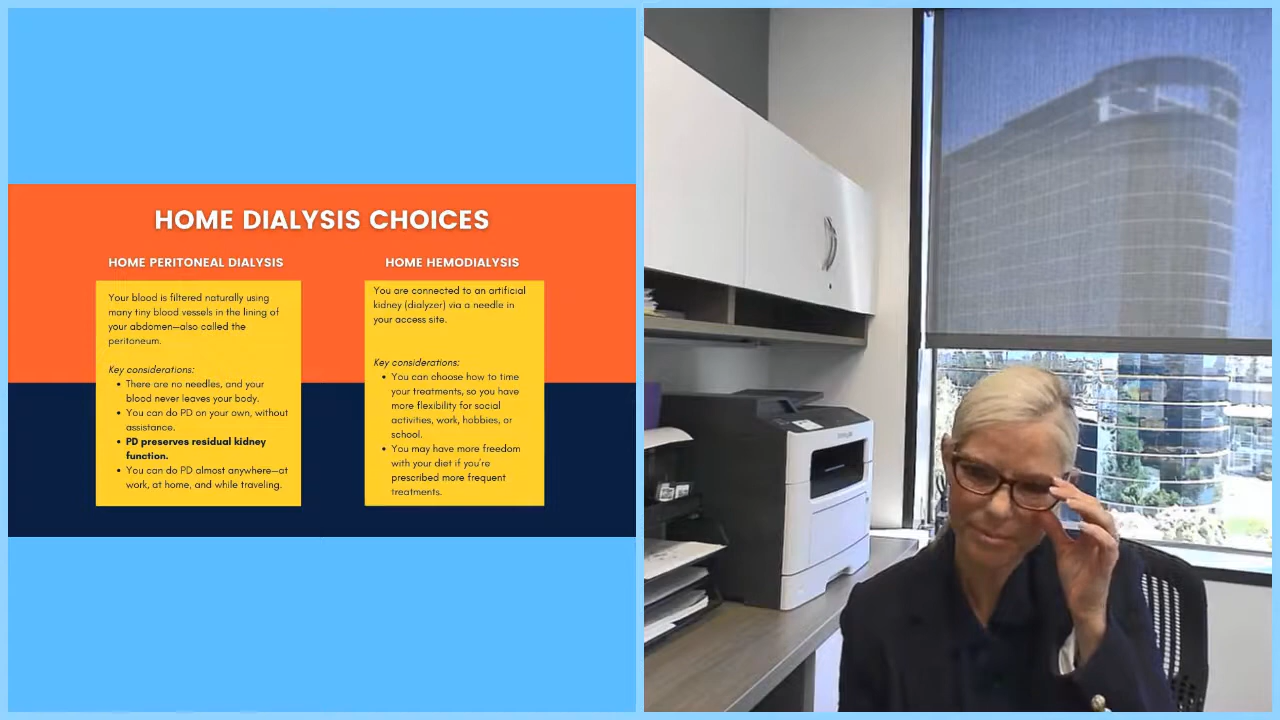 HOME DIALYSIS CHOICES
HOME PERITONEAL DIALYSIS
Your blood is filtered naturally using
many tiny blood vessels in the lining of
your abdomen—also called the
peritoneum.
Key considerations:
• There are no needles, and your
blood never leaves your body.
• You can do PD on your own, without
assistance.
• PD preserves residual kidney
function.
• You can do PD almost anywhere—at
work, at home, and while traveling.
HOME HEMODIALYSIS
You are connected to an artificial
kidney (dialyzer) via a needle in
your access site.
Key considerations:
• You can choose how to time
your treatments, so you have
more flexibility for social
activities, work, hobbies, or
school.
• You may have more freedom
with your diet if you're
prescribed more frequent
treatments.